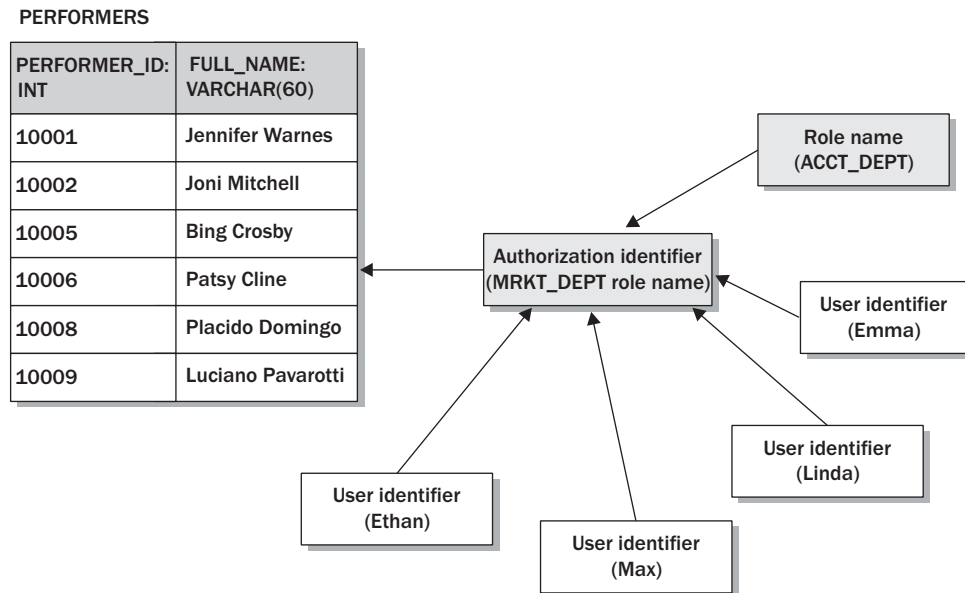 PERFORMERS
PERFORMER_ID:
INT
FULL_NAME:
VARCHAR(60)
10001
Jennifer Warnes
10002
Joni Mitchell
10005
Bing Crosby
10006
Patsy Cline
10008
Placido Domingo
10009
Luciano Pavarotti
Role name
(ACCT_DEPT)
Authorization identifier
(MRKT_DEPT role name)
User identifier
(Emma)
User identifier
(Linda)
User identifier
(Ethan)
User identifier
(Max)